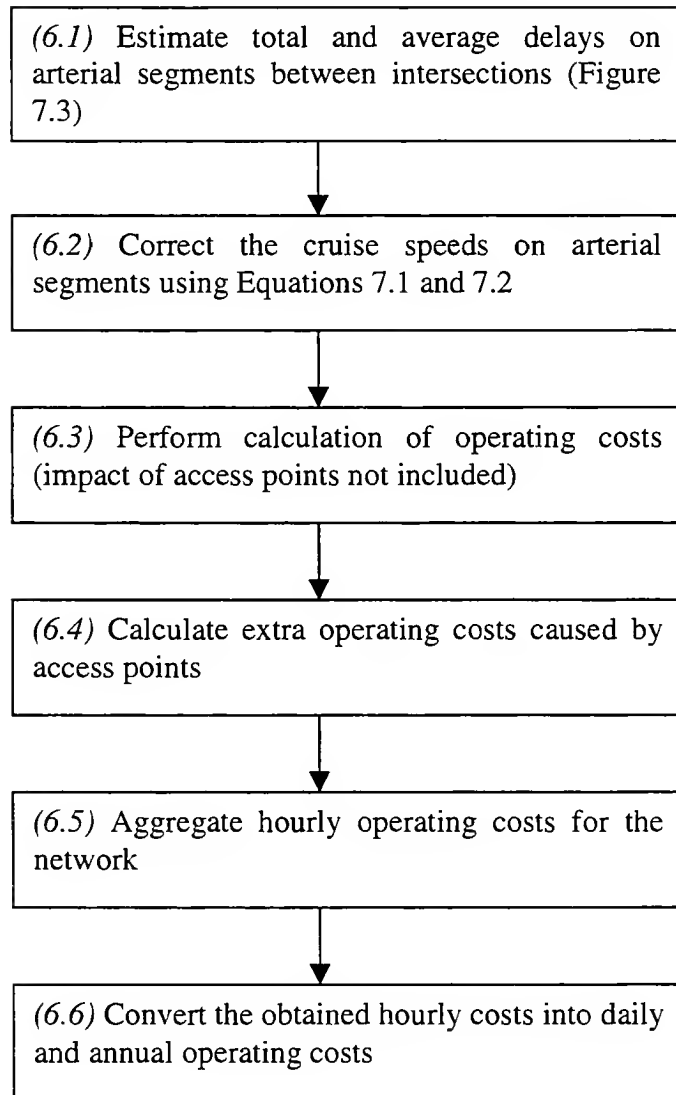 (6.1) Estimate total and average delays on
arterial segments between intersections (Figure
7.3)
(6.2) Correct the cruise speeds on arterial
segments using Equations 7.1 and 7.2
(6.3) Perform calculation of operating costs
(impact of access points not included)
(6.4) Calculate extra operating costs caused by
access points
(6.5) Aggregate hourly operating costs for the
network
(6.6) Convert the obtained hourly costs into daily
and annual operating costs